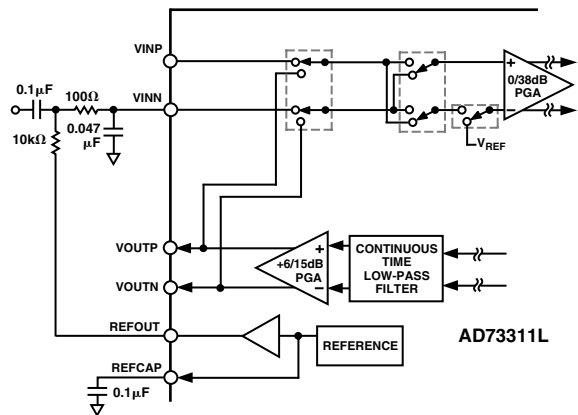 VINP
VINN
0.1µF
100Ω
10kΩ
0.047
µF
0/38dB
PGA
+
−
VREF
VOUTP
VOUTN
+
+6/15dB
PGA
−
CONTINUOUS
TIME
LOW-PASS
FILTER
REFOUT
REFERENCE
AD73311L
REFCAP
0.1µF